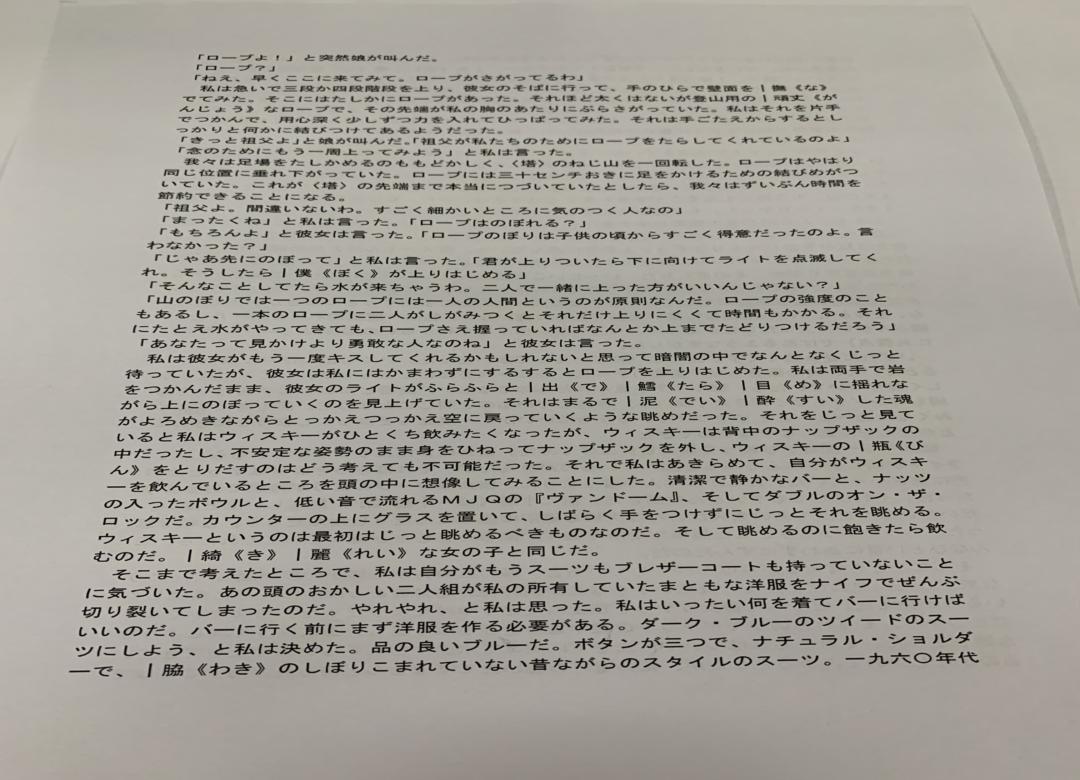 「ロープよ！」と突然娘が叫んだ。
「ロープ？」
「ねえ、早くここに来てみて。ロープがさがってるわ」
私は急いで三段か四段階段を上り、彼女のそばに行って、手のひらで壁面を｜撫《な》
でてみた。そこにはたしかにロープがあった。それほど太くはないが登山用の｜頑丈《が
んじょう》なロープで、その先端が私の胸のあたりにぶらさがっていた。私はそれを片手
でつかんで、用心深く少しずつ力を入れてひっぱってみた。それは手ごたえからするとし
っかりと何かに結びつけてあるようだった。
「きっと祖父よ」と娘が叫んだ。「祖父が私たちのためにロープをたらしてくれているのよ」
「念のためにもう一周上ってみよう」と私は言った。
我々は足場をたしかめるのももどかしく、〈塔〉のねじ山を一回転した。ロープはやはり
同じ位置に垂れ下がっていた。ロープには三十センチおきに足をかけるための結びめがつ
いていた。これが〈塔〉の先端まで本当につづいていたとしたら、我々はずいぶん時間を
節約できることになる。
「祖父よ。間違いないわ。すごく細かいところに気のつく人なの」
「まったくね」と私は言った。「ロープはのぼれる？」
「もちろんよ」と彼女は言った。「ロープのぼりは子供の頃からすごく得意だったのよ。言
わなかった？」
「じゃあ先にのぼって」と私は言った。「君が上りついたら下に向けてライトを点滅してく
れ。そうしたら｜僕《ぼく》が上りはじめる」
「そんなことしてたら水が来ちゃうわ。二人で一緒に上った方がいいんじゃない？」
「山のぼりでは一つのロープには一人の人間というのが原則なんだ。ロープの強度のこと
もあるし、一本のロープに二人がしがみつくとそれだけ上りにくくて時間もかかる。それ
にたとえ水がやってきても、ロープさえ握っていればなんとか上までたどりつけるだろう」
「あなたって見かけより勇敢な人なのね」と彼女は言った。
私は彼女がもう一度キスしてくれるかもしれないと思って暗闇の中でなんとなくじっと
待っていたが、彼女は私にはかまわずにするするとロープを上りはじめた。私は両手で岩
をつかんだまま、彼女のライトがふらふらと｜出《で》｜鱈《たら》｜目《め》に揺れな
がら上にのぼっていくのを見上げていた。それはまるで｜泥《でい》｜酔《すい》した魂
がよろめきながらとっかえつっかえ空に戻っていくような眺めだった。それをじっと見て
いると私はウィスキーがひとくち飲みたくなったが、ウィスキーは背中のナップザックの
中だったし、不安定な姿勢のまま身をひねってナップザックを外し、ウィスキーの｜瓶《び
ん》をとりだすのはどう考えても不可能だった。それで私はあきらめて、自分がウィスキ
ーを飲んでいるところを頭の中に想像してみることにした。清潔で静かなバーと、ナッツ
の入ったボウルと、低い音で流れるＭＪＱの『ヴァンドーム』、そしてダブルのオン・ザ・
ロックだ。カウンターの上にグラスを置いて、しばらく手をつけずにじっとそれを眺める。
ウィスキーというのは最初はじっと眺めるべきものなのだ。そして眺めるのに飽きたら飲
むのだ。｜綺《き》｜麗《れい》な女の子と同じだ。
そこまで考えたところで、私は自分がもうスーツもブレザーコートも持っていないこと
に気づいた。あの頭のおかしい二人組が私の所有していたまともな洋服をナイフでぜんぶ
切り裂いてしまったのだ。やれやれ、と私は思った。私はいったい何を着てバーに行けば
いいのだ。バーに行く前にまず洋服を作る必要がある。ダーク・ブルーのツイードのスー
ツにしよう、と私は決めた。品の良いブルーだ。ボタンが三つで、ナチュラル・ショルダ
ーで、｜脇《わき》のしぼりこまれていない昔ながらのスタイルのスーツ。一九六〇年代